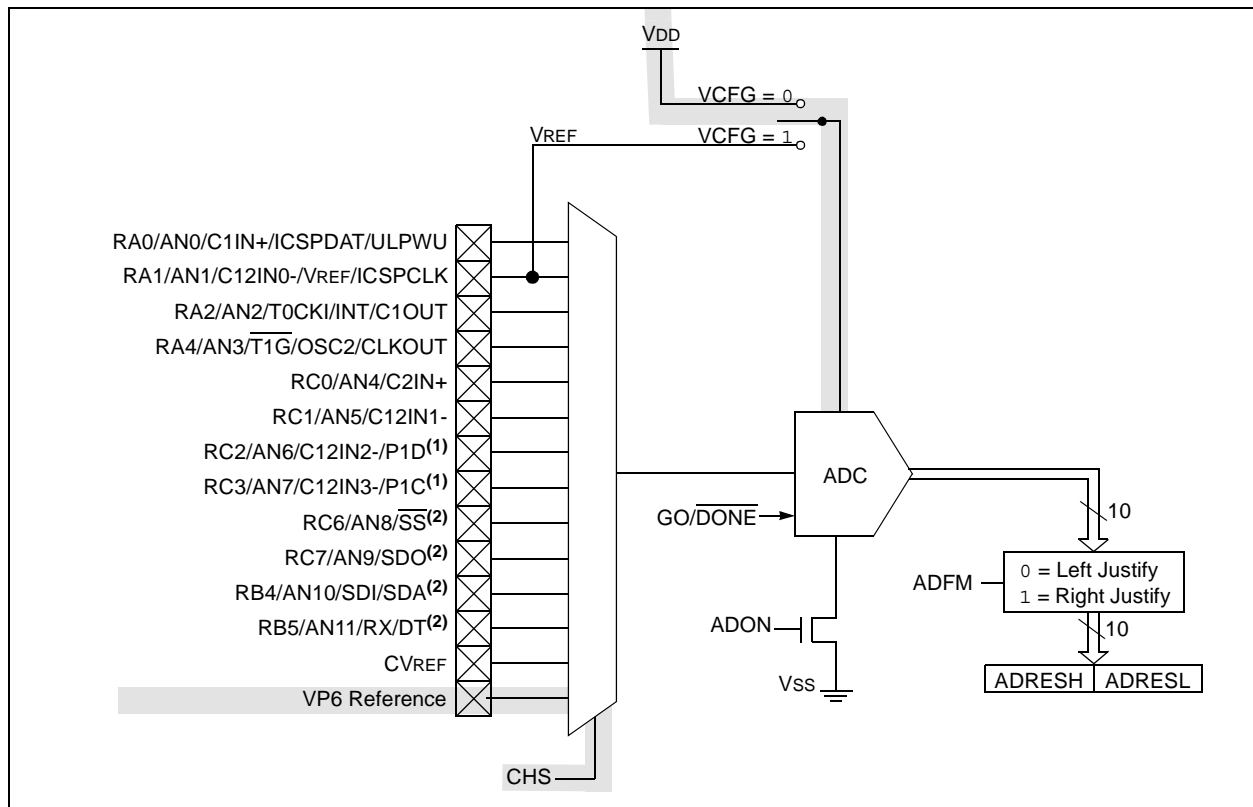 VDD
VCFG = 0
VREF
VCFG = 1
RA0/AN0/C1IN+/ICSPDAT/ULPWU
RA1/AN1/C12IN0-/VREF/ICSPCLK
RA2/AN2/T0CKI/INT/C1OUT
RA4/AN3/T1G/OSC2/CLKOUT
RC0/AN4/C2IN+
RC1/AN5/C12IN1-
RC2/AN6/C12IN2-/P1D(1)
RC3/AN7/C12IN3-/P1C(1)
RC6/AN8/SS(2)
RC7/AN9/SDO(2)
RB4/AN10/SDI/SDA(2)
RB5/AN11/RX/DT(2)
CVREF
VP6 Reference
CHS
ADC
GO/DONE
ADON
VSS
10
ADFM
0 = Left Justify
1 = Right Justify
10
ADRESH ADRESL